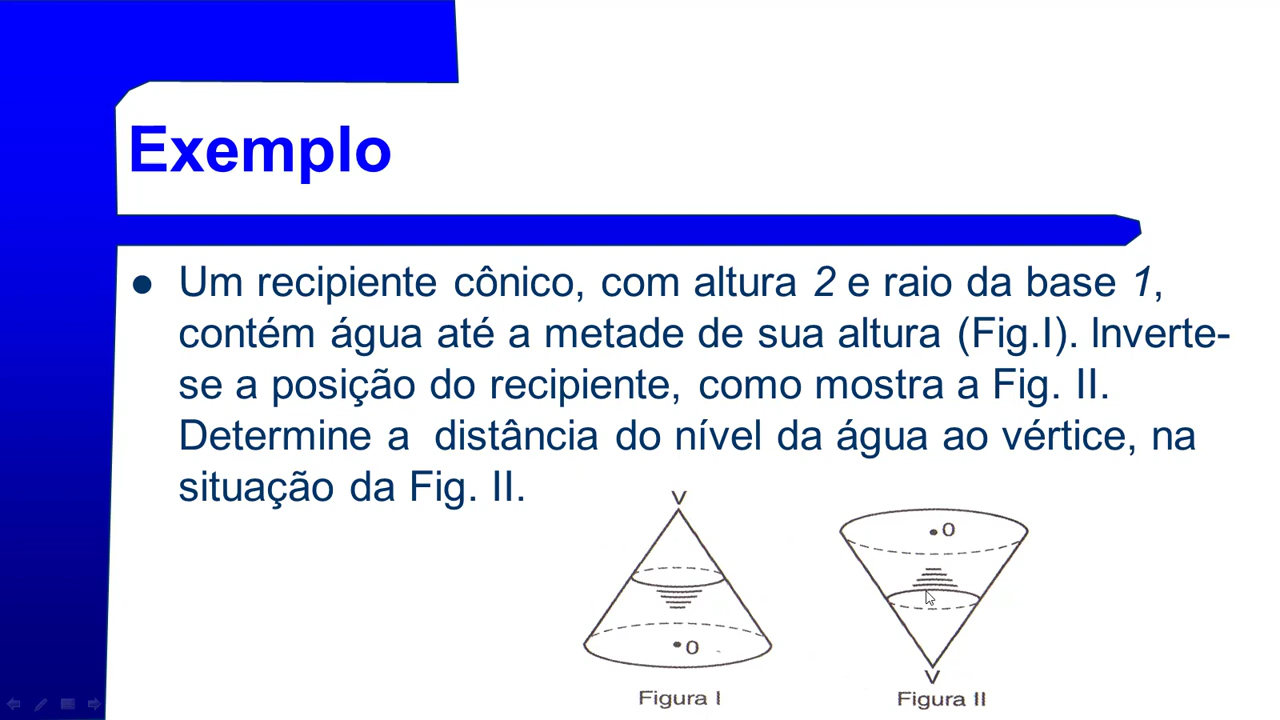 Exemplo
● Um recipiente cônico, com altura 2 e raio da base 1,
contém água até a metade de sua altura (Fig.I). Inverte-
se a posição do recipiente, como mostra a Fig. II.
Determine a  distância do nível da água ao vértice, na
situação da Fig. II.
V
0
0
V
Figura I
Figura II